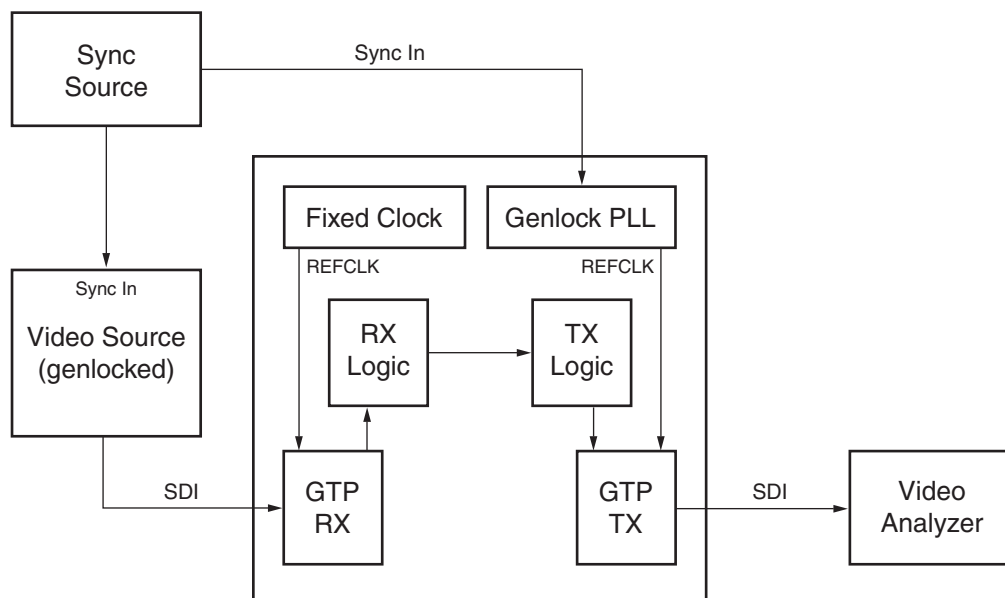 Sync
Source
Sync In
Fixed Clock
Genlock PLL
REFCLK
REFCLK
Sync In
Video Source
(genlocked)
RX
Logic
TX
Logic
SDI
GTP
RX
GTP
TX
SDI
Video
Analyzer